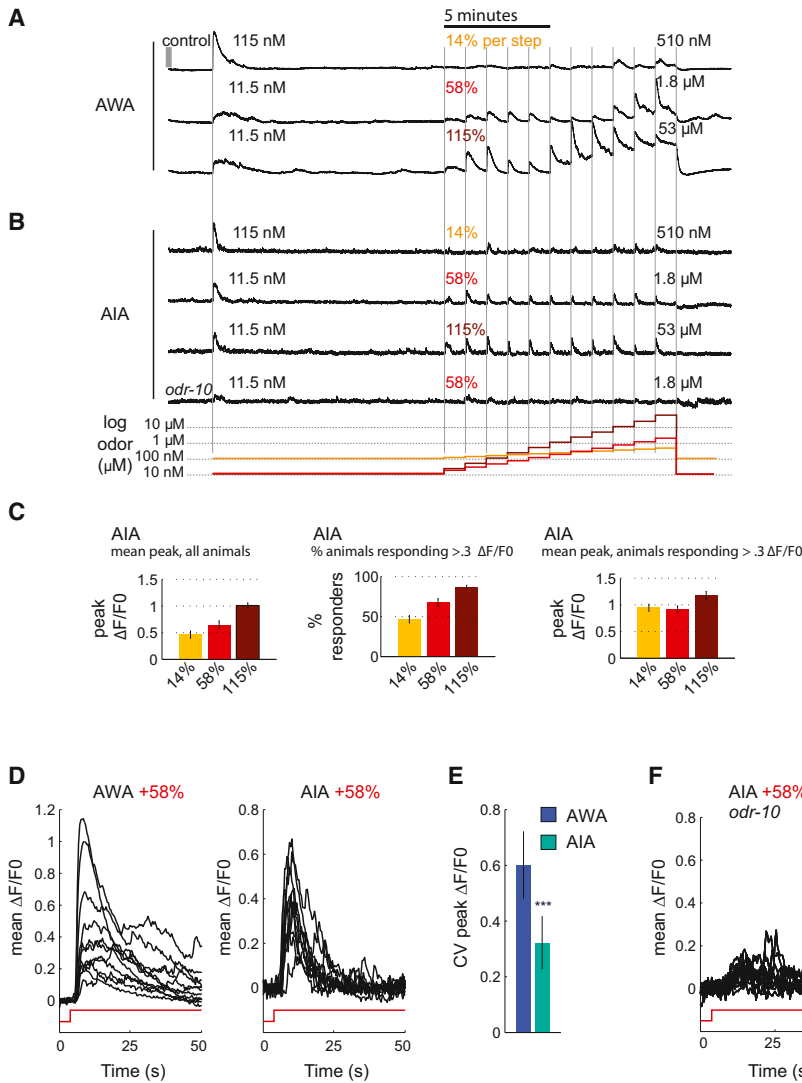 A
5 minutes
control
115 nM
14% per step
510 nM
AWA
11.5 nM
58%
1.8 µM
11.5 nM
115%
53 µM
B
115 nM
14%
510 nM
AIA
11.5 nM
58%
1.8 µM
11.5 nM
115%
53 µM
odr-10
11.5 nM
58%
1.8 µM
log
odor
(µM)
10 µM
1 µM
100 nM
10 nM
C
AIA
mean peak, all animals
peak
ΔF/F0
1.5
1
0.5
0
14%
58%
115%
AIA
% animals responding >.3 ΔF/F0
%
responders
100
50
0
14%
58%
115%
AIA
mean peak, animals responding > .3 ΔF/F0
peak
ΔF/F0
1.5
1
0.5
0
14%
58%
115%
D
AWA +58%
mean ΔF/F0
1.2
1
0.8
0.6
0.4
0.2
0
0
25
50
Time (s)
AIA +58%
mean ΔF/F0
0.8
0.6
0.4
0.2
0
0
25
50
Time (s)
E
CV peak ΔF/F0
0.8
0.6
0.4
0.2
0
AWA
AIA
***
F
AIA +58%
odr-10
mean ΔF/F0
0.8
0.6
0.4
0.2
0
0
25
Time (s)